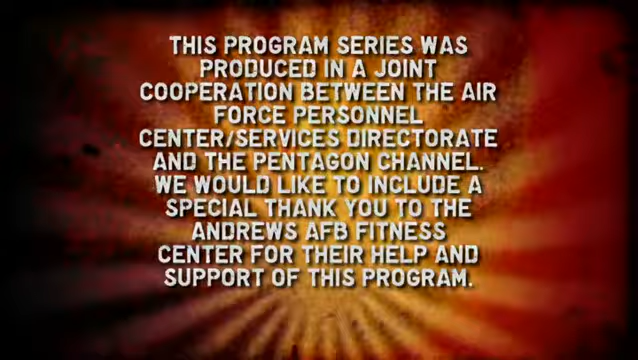 THIS PROGRAM SERIES WAS
PRODUCED IN A JOINT
COOPERATION BETWEEN THE AIR
FORCE PERSONNEL
CENTER/SERVICES DIRECTORATE
AND THE PENTAGON CHANNEL.
WE WOULD LIKE TO INCLUDE A
SPECIAL THANK YOU TO THE
ANDREWS AFB FITNESS
CENTER FOR THEIR HELP AND
SUPPORT OF THIS PROGRAM.